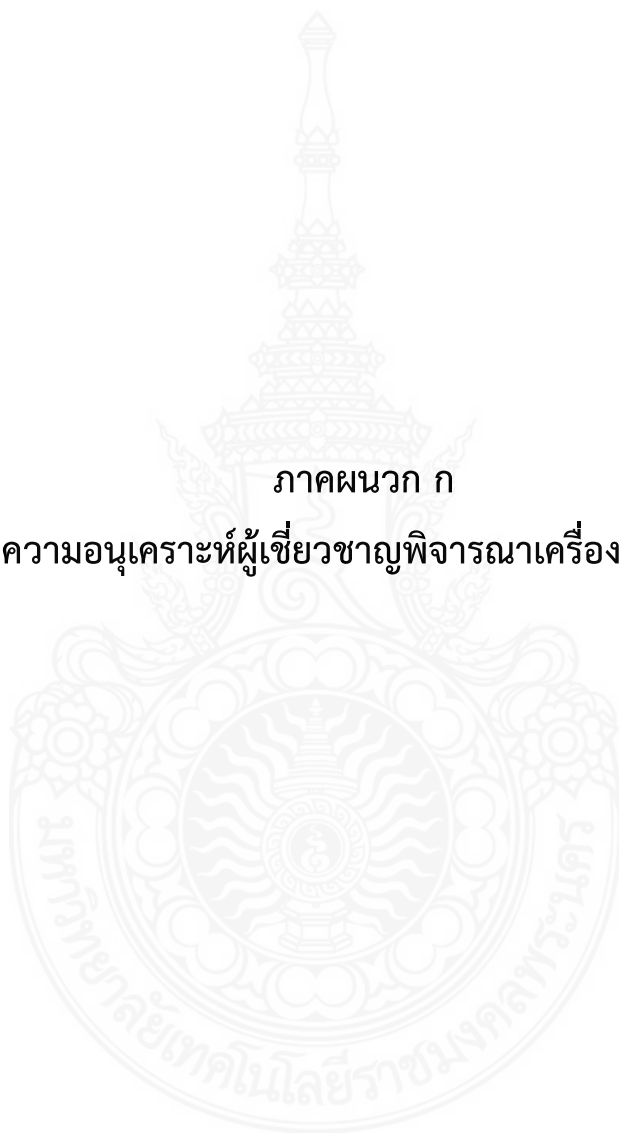 ภาคผนวก ก
ความอนุเคราะห์ผู้เชี่ยวชาญพิจารณาเครื่อง
มหาวิทยาลัยเทคโนโลยีราชมงคลพระนคร